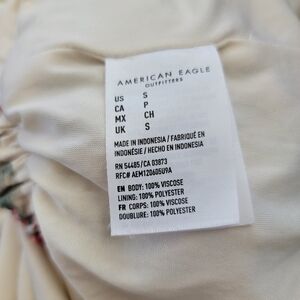 AMERICAN EAGLE
OUTFITTERS
US S
CA P
MX CH
UK S
MADE IN INDONESIA / FABRIQUÉ EN
INDONÉSIE / HECHO EN INDONESIA
RN 54485/CA 03873
RFC# AEM120605U9A
EN BODY: 100% VISCOSE
LINING: 100% POLYESTER
FR CORPS: 100% VISCOSE
DOUBLURE: 100% POLYESTER